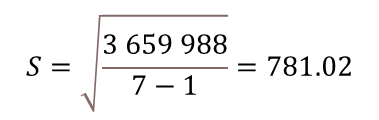 S = √(3 659 988 / (7 − 1)) = 781.02